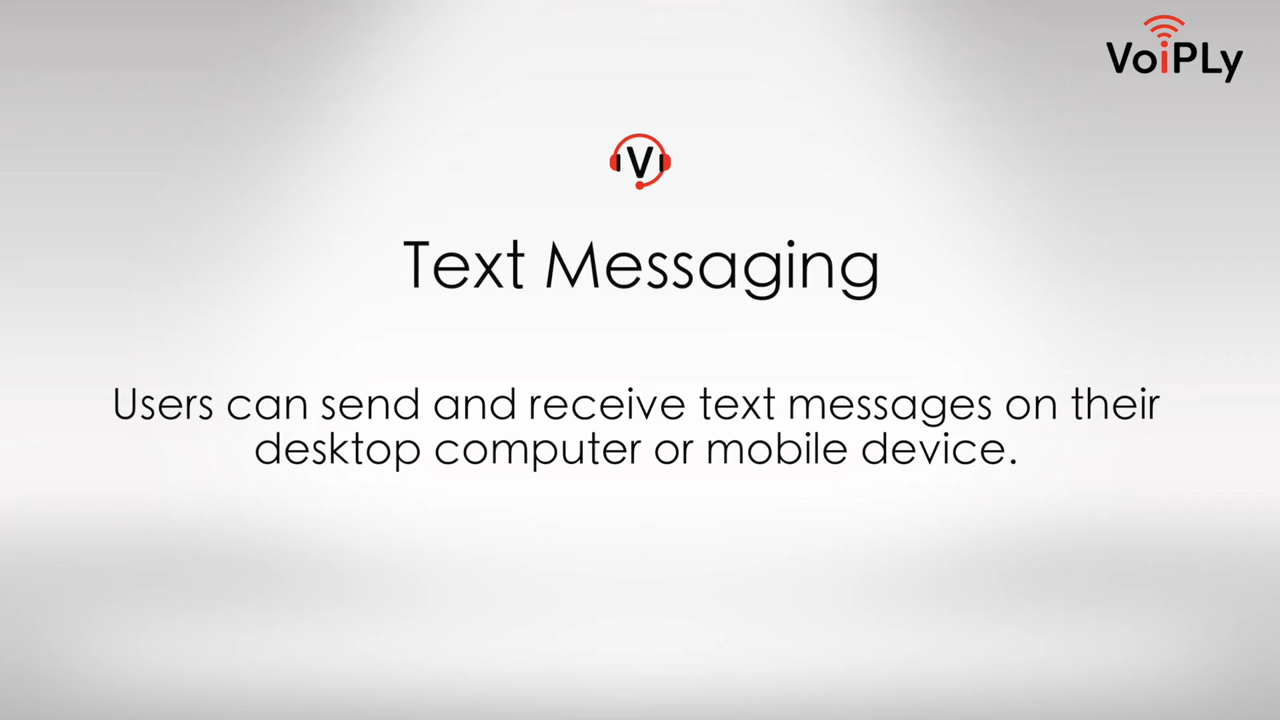 VoiPLy
V
Text Messaging
Users can send and receive text messages on their
desktop computer or mobile device.